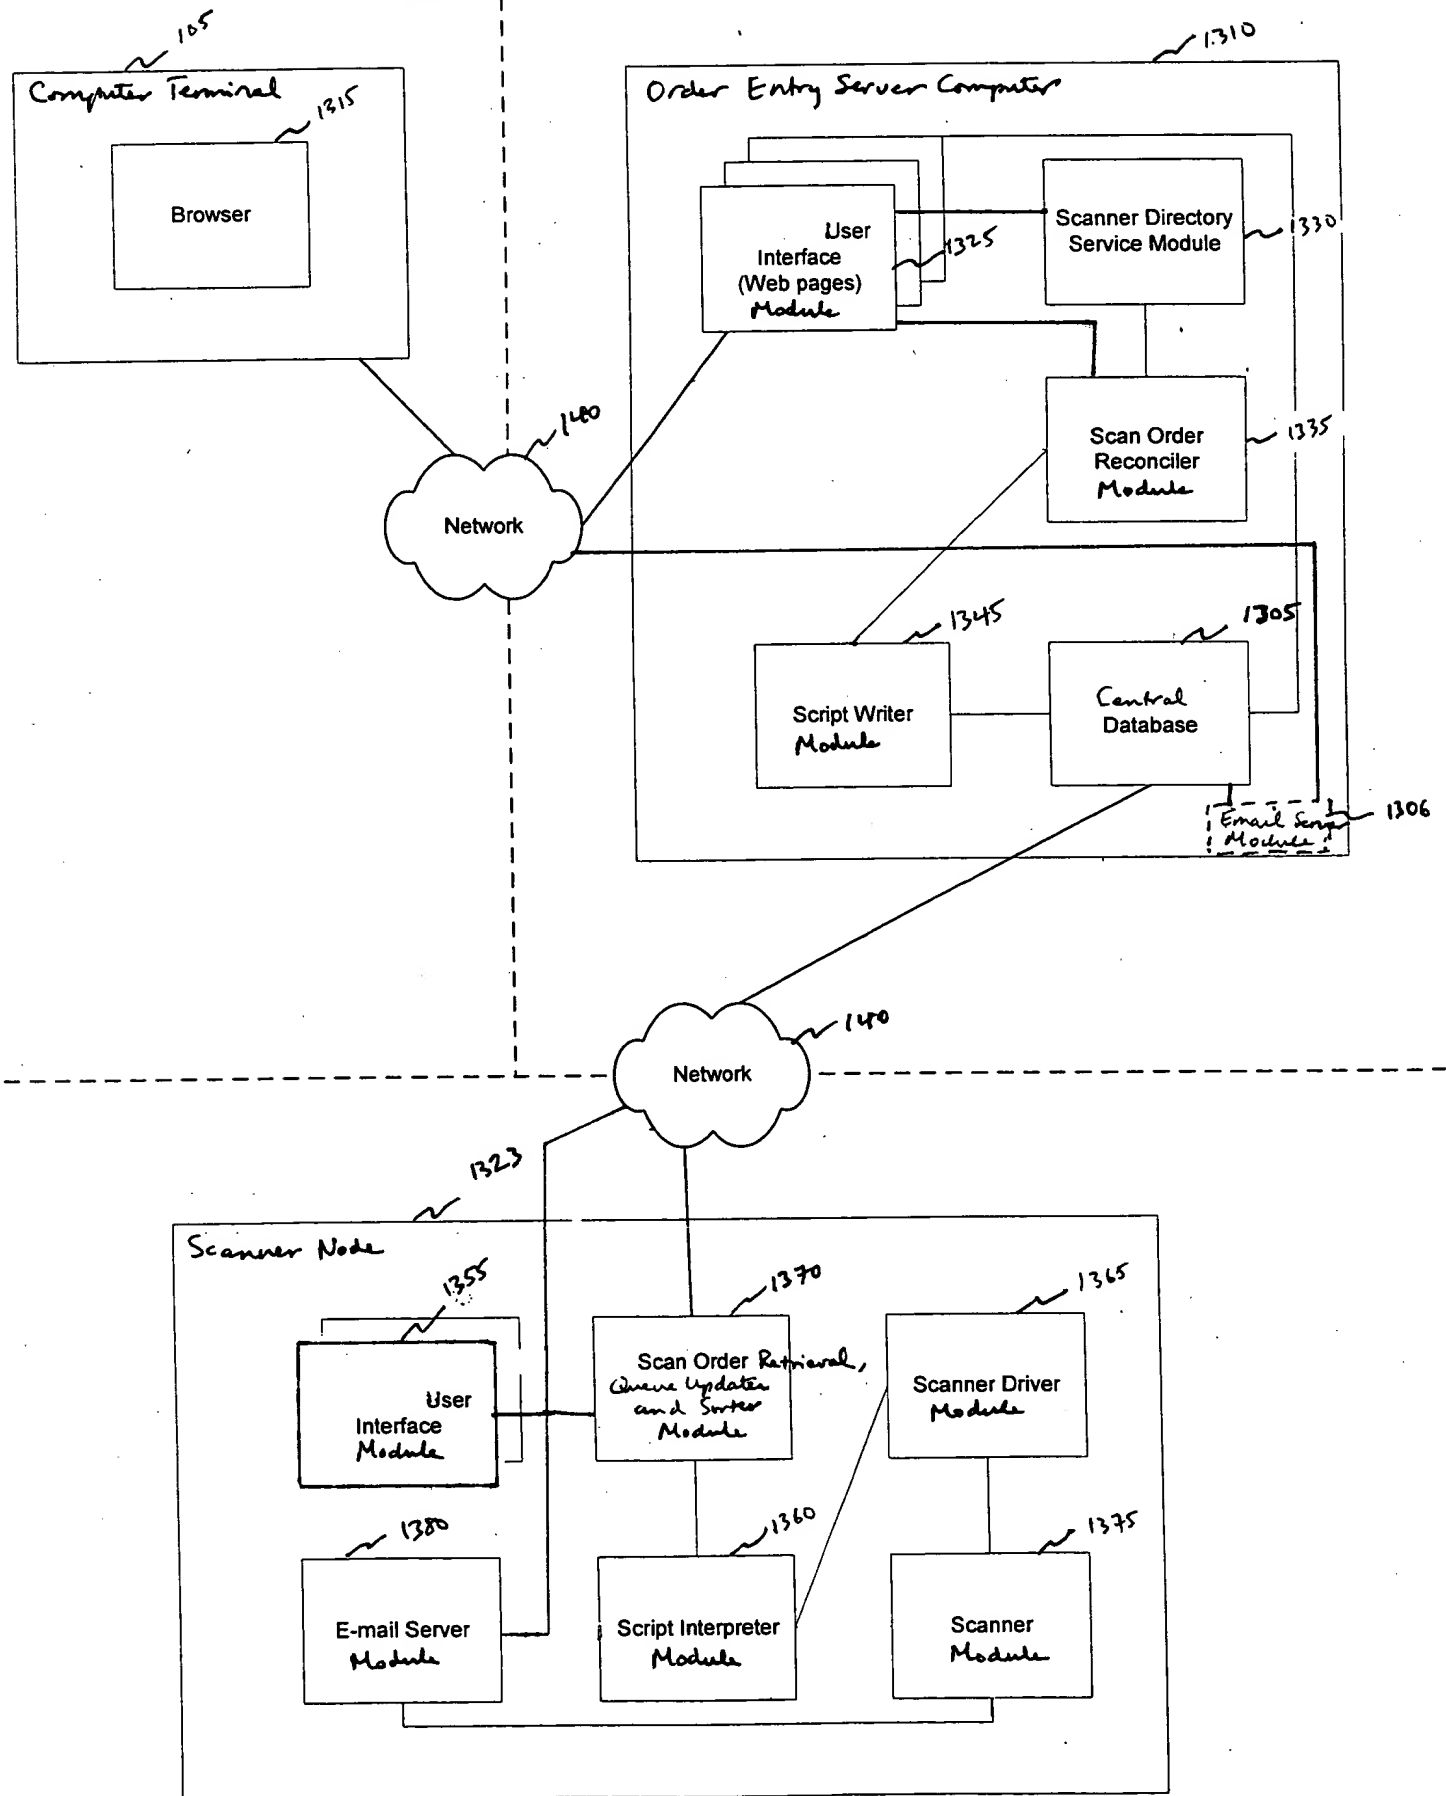 105
Computer Terminal
1315
Browser
1310
Order Entry Server Computer
User
Interface
(Web pages)
Module
1325
Scanner Directory
Service Module
1330
Scan Order
Reconciler
Module
1335
140
Network
1345
Script Writer
Module
1305
Central
Database
Email
Module
1306
140
Network
1323
Scanner Node
1355
User
Interface
Module
1370
Scan Order Retrieval,
Queue Updater
and Sorter
Module
1365
Scanner Driver
Module
1380
E-mail Server
Module
1360
Script Interpreter
Module
1375
Scanner
Module